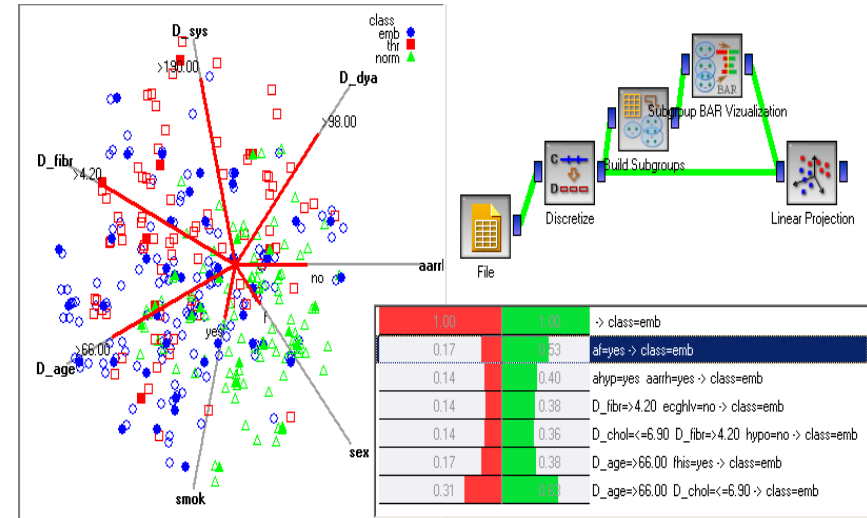 D_sys
class
emb
thr
norm
>190.00
D_dya
>98.00
D_fibr
>4.20
aarrl
no
yes
>66.00
D_age
sex
smok
Subgroup BAR Vizualization
BAR
Build Subgroups
C
D
Discretize
Linear Projection
File
1.00 1.00 -> class=emb
0.17 0.53 af=yes -> class=emb
0.14 0.40 ahyp=yes aarrh=yes -> class=emb
0.14 0.38 D_fibr=>4.20 ecghlv=no -> class=emb
0.14 0.36 D_chol=<=6.90 D_fibr=>4.20 hypo=no -> class=emb
0.17 0.38 D_age=>66.00 fhis=yes -> class=emb
0.31 0.63 D_age=>66.00 D_chol=<=6.90 -> class=emb